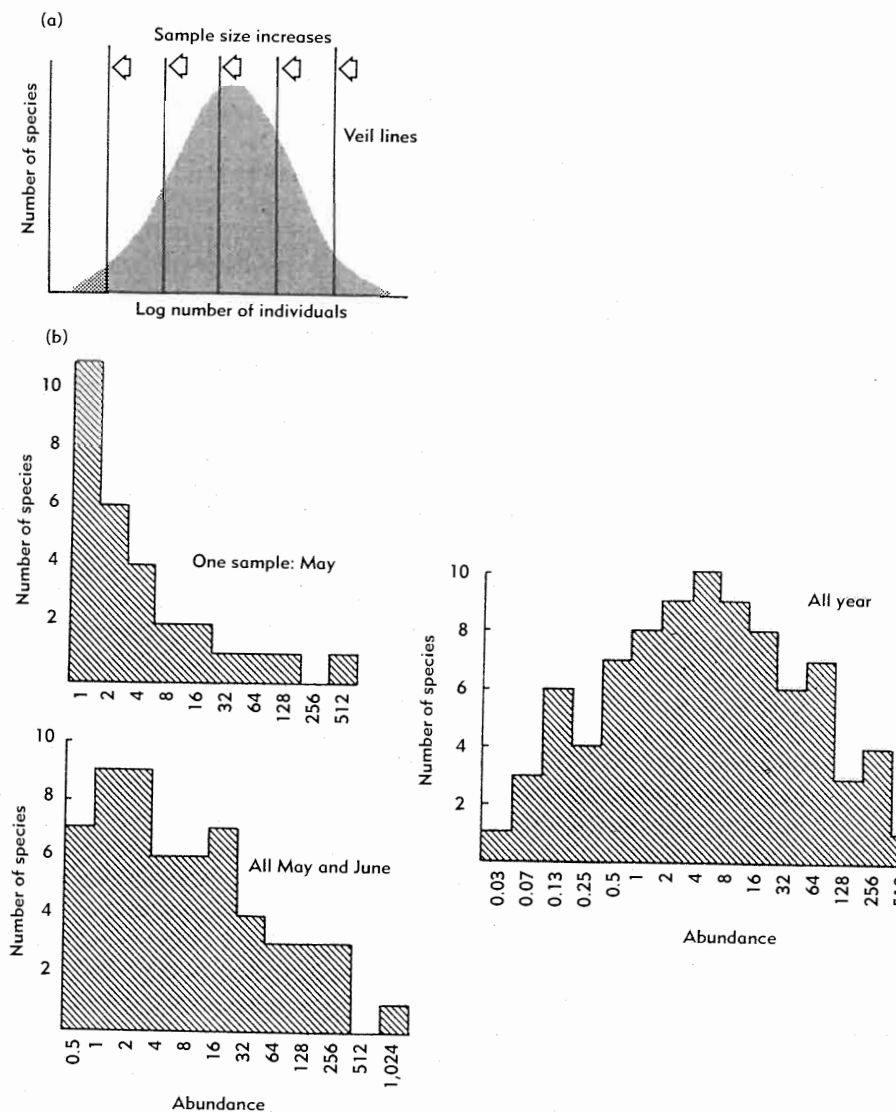 (a)
Sample size increases
Number of species
Veil lines
Log number of individuals
(b)
Number of species
10
8
6
4
2
One sample: May
1 2 4 8 16 32 64 128 256 512
Number of species
10
8
6
4
2
All May and June
0.5 1 2 4 8 16 32 64 128 256 512 1,024
Abundance
Number of species
10
8
6
4
2
All year
0.03 0.07 0.13 0.25 0.5 1 2 4 8 16 32 64 128 256
Abundance